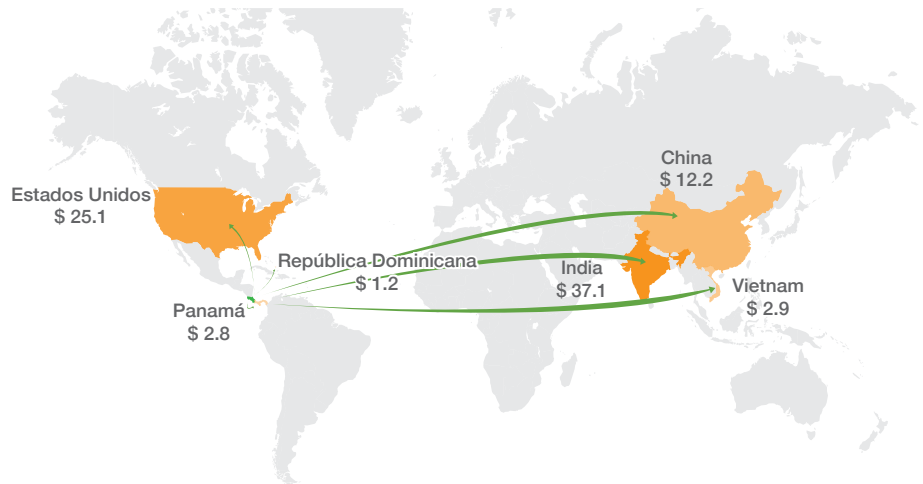 China
$ 12.2
Estados Unidos
$ 25.1
República Dominicana
$ 1.2
India
$ 37.1
Vietnam
$ 2.9
Panamá
$ 2.8